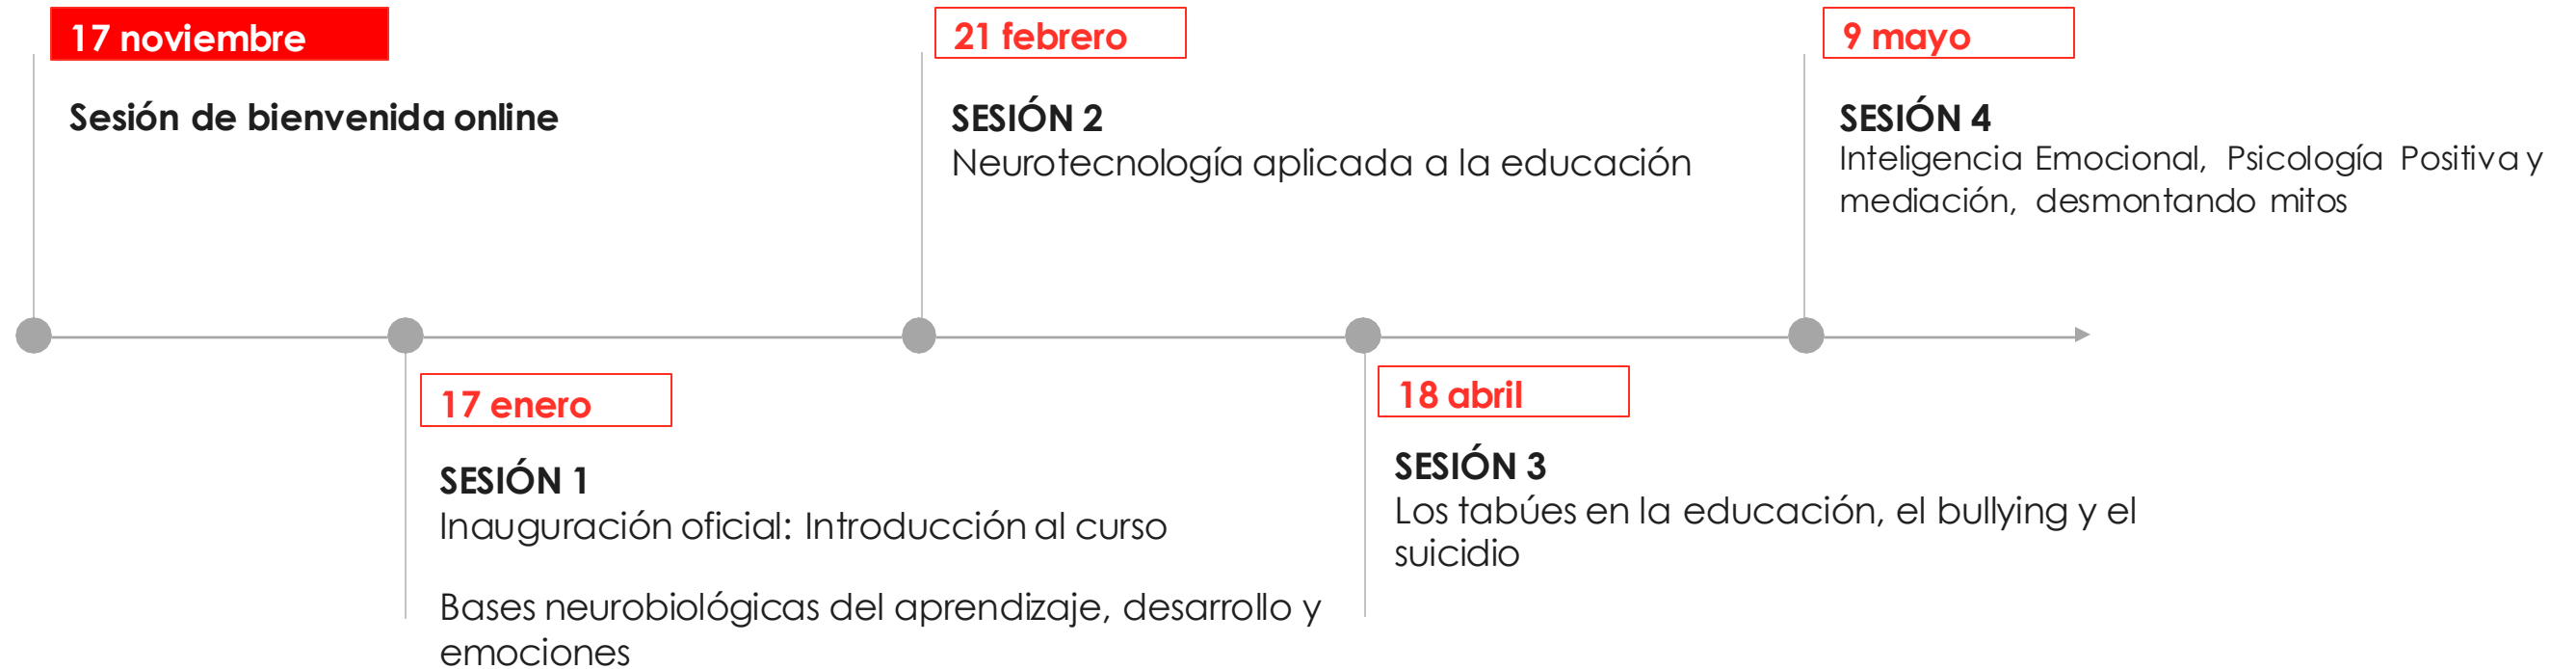 17 noviembre
Sesión de bienvenida online
17 enero
SESIÓN 1
Inauguración oficial: Introducción al curso
Bases neurobiológicas del aprendizaje, desarrollo y
emociones
21 febrero
SESIÓN 2
Neurotecnología aplicada a la educación
18 abril
SESIÓN 3
Los tabúes en la educación, el bullying y el
suicidio
9 mayo
SESIÓN 4
Inteligencia Emocional, Psicología Positiva y
mediación, desmontando mitos